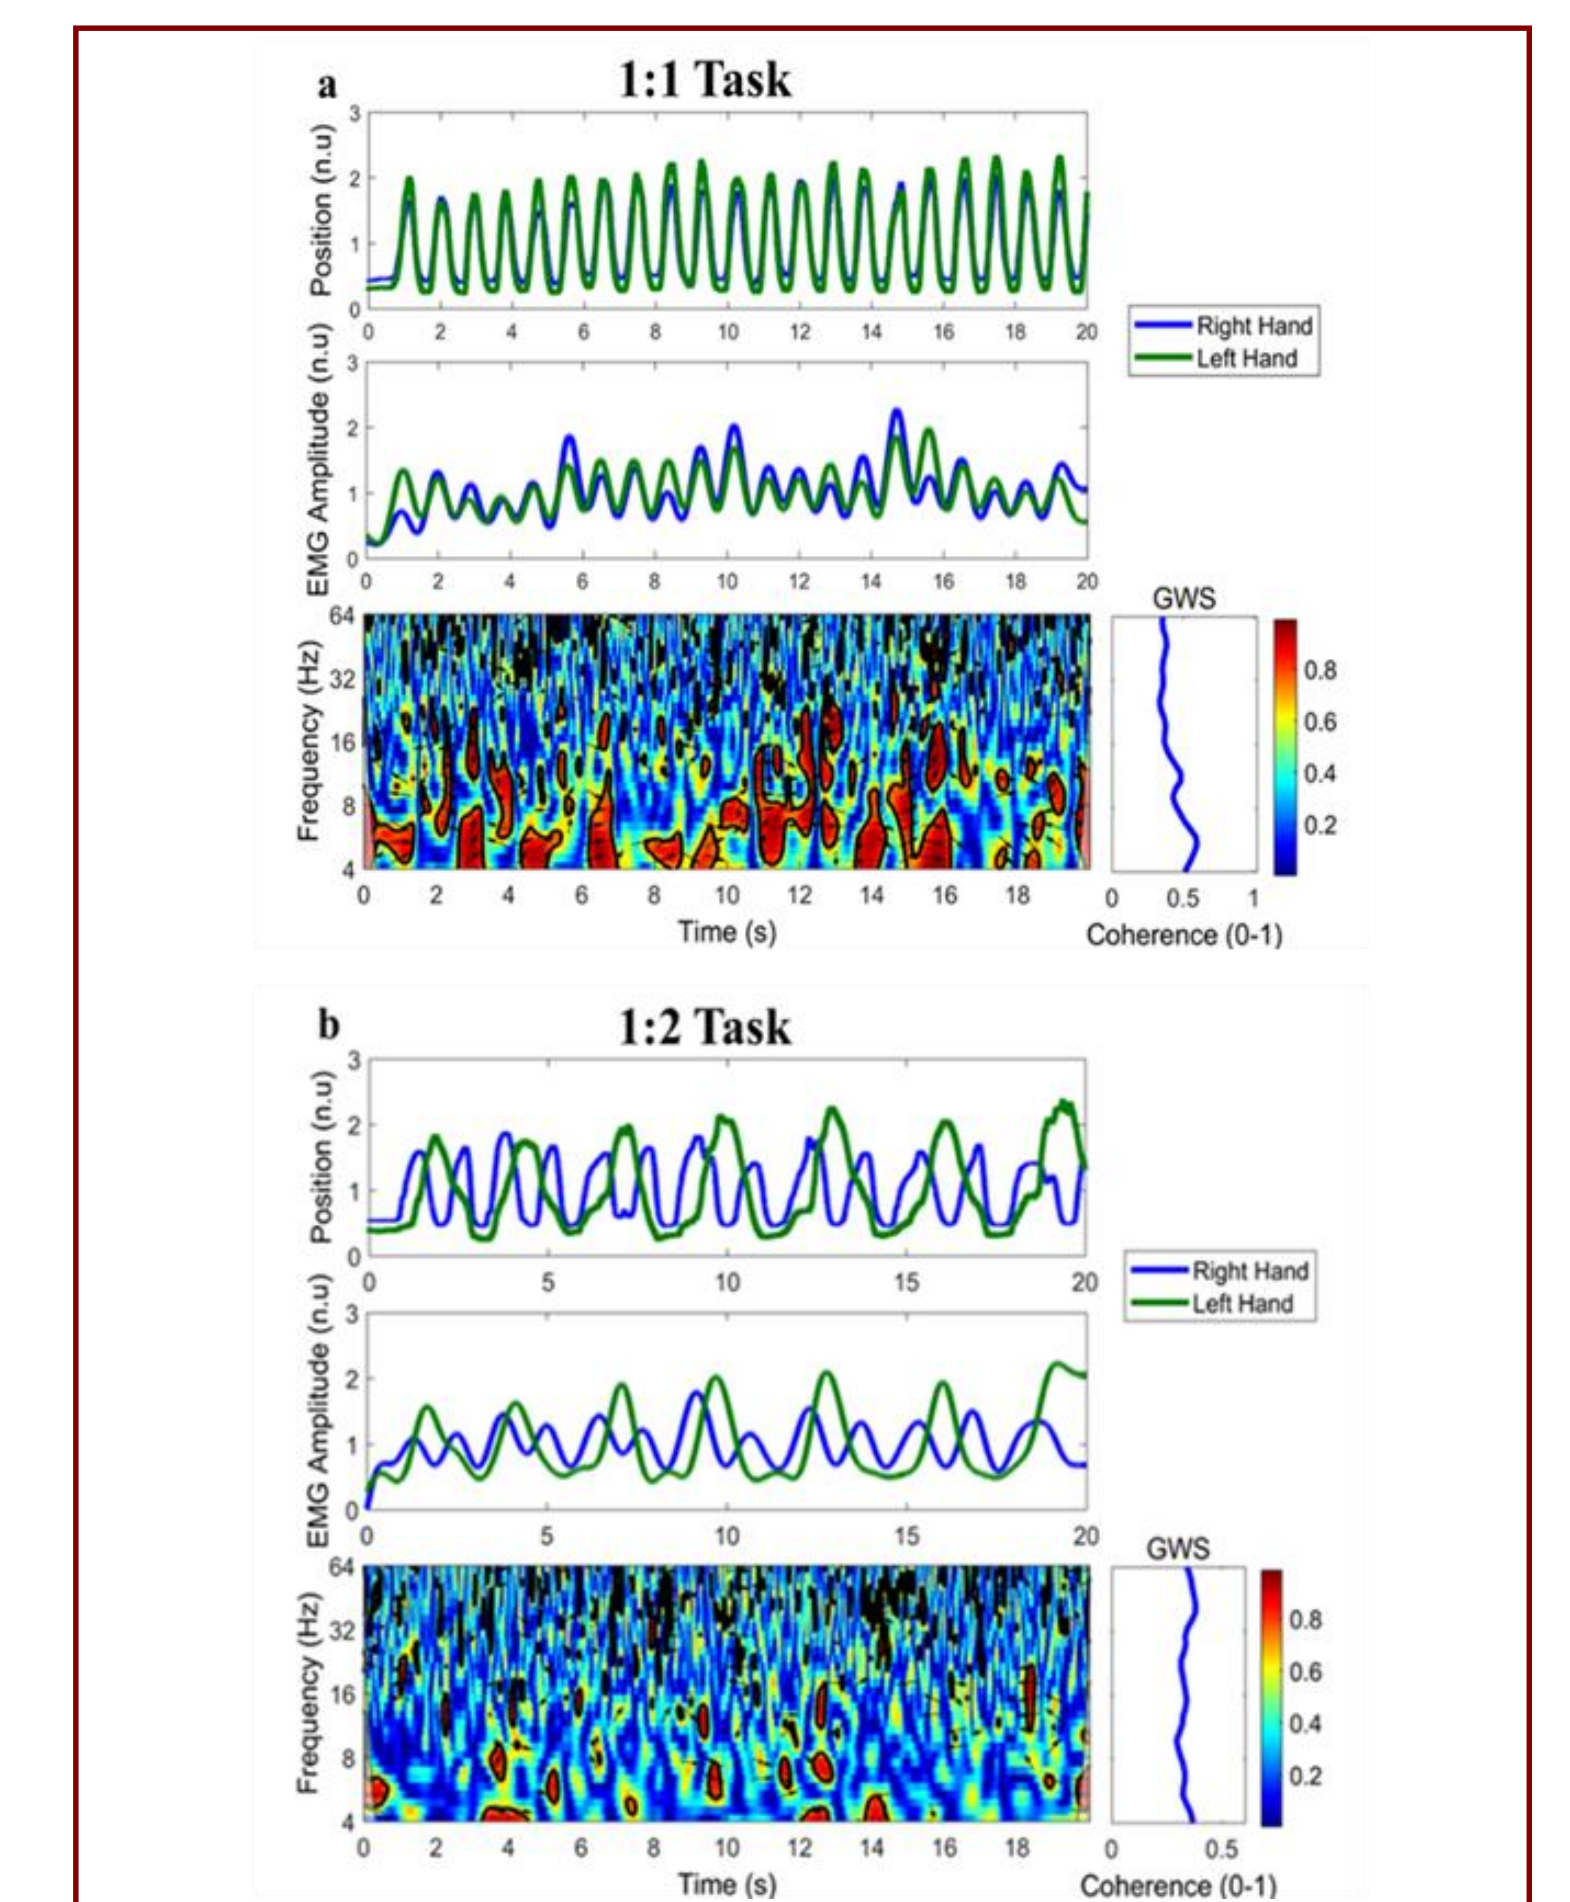 a
1:1 Task
Position (n.u)
3
2
1
0
0 2 4 6 8 10 12 14 16 18 20
Right Hand
Left Hand
EMG Amplitude (n.u)
3
2
1
0
0 2 4 6 8 10 12 14 16 18 20
Frequency (Hz)
64
32
16
8
4
0 2 4 6 8 10 12 14 16 18
Time (s)
GWS
0 0.5 1
Coherence (0-1)
0.8
0.6
0.4
0.2
b
1:2 Task
Position (n.u)
3
2
1
0
0 5 10 15 20
Right Hand
Left Hand
EMG Amplitude (n.u)
3
2
1
0
0 5 10 15 20
Frequency (Hz)
64
32
16
8
4
0 2 4 6 8 10 12 14 16 18
Time (s)
GWS
0 0.5
Coherence (0-1)
0.8
0.6
0.4
0.2